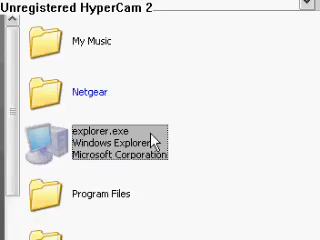 Unregistered HyperCam 2
My Music
Netgear
explorer.exe
Windows Explorer
Microsoft Corporation
Program Files